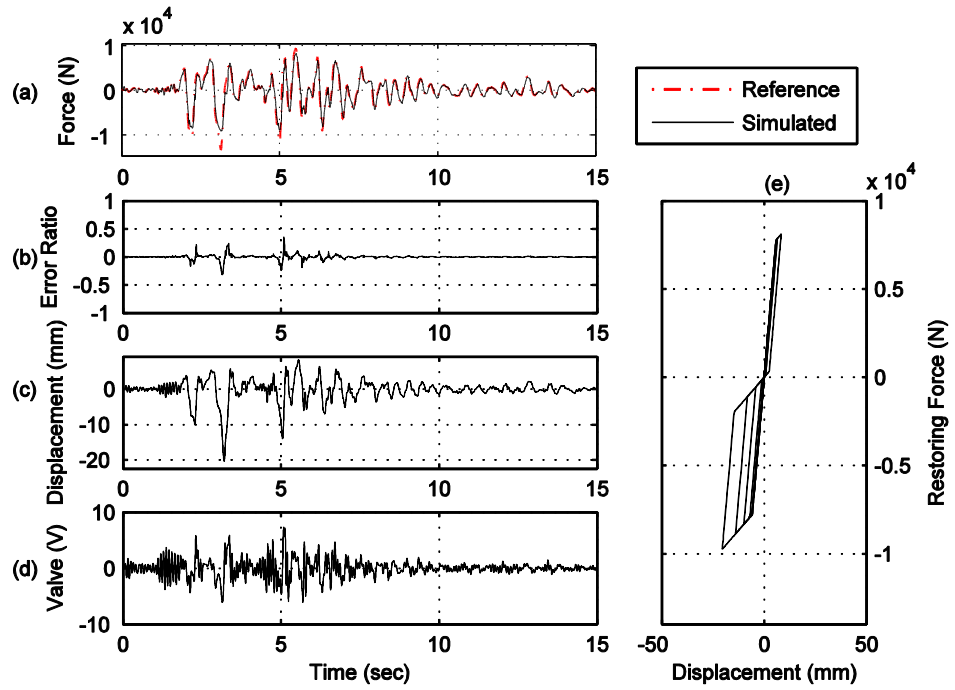 x 10^4
1
0
-1
(a)
Force (N)
0 5 10 15
Reference
Simulated
1
0.5
0
-0.5
-1
(b)
Error Ratio
0 5 10 15
0
-10
-20
(c)
Displacement (mm)
0 5 10 15
10
0
-10
(d)
Valve (V)
0 5 10 15
Time (sec)
(e)
x 10^4
1
0.5
0
-0.5
-1
Restoring Force (N)
-50 0 50
Displacement (mm)